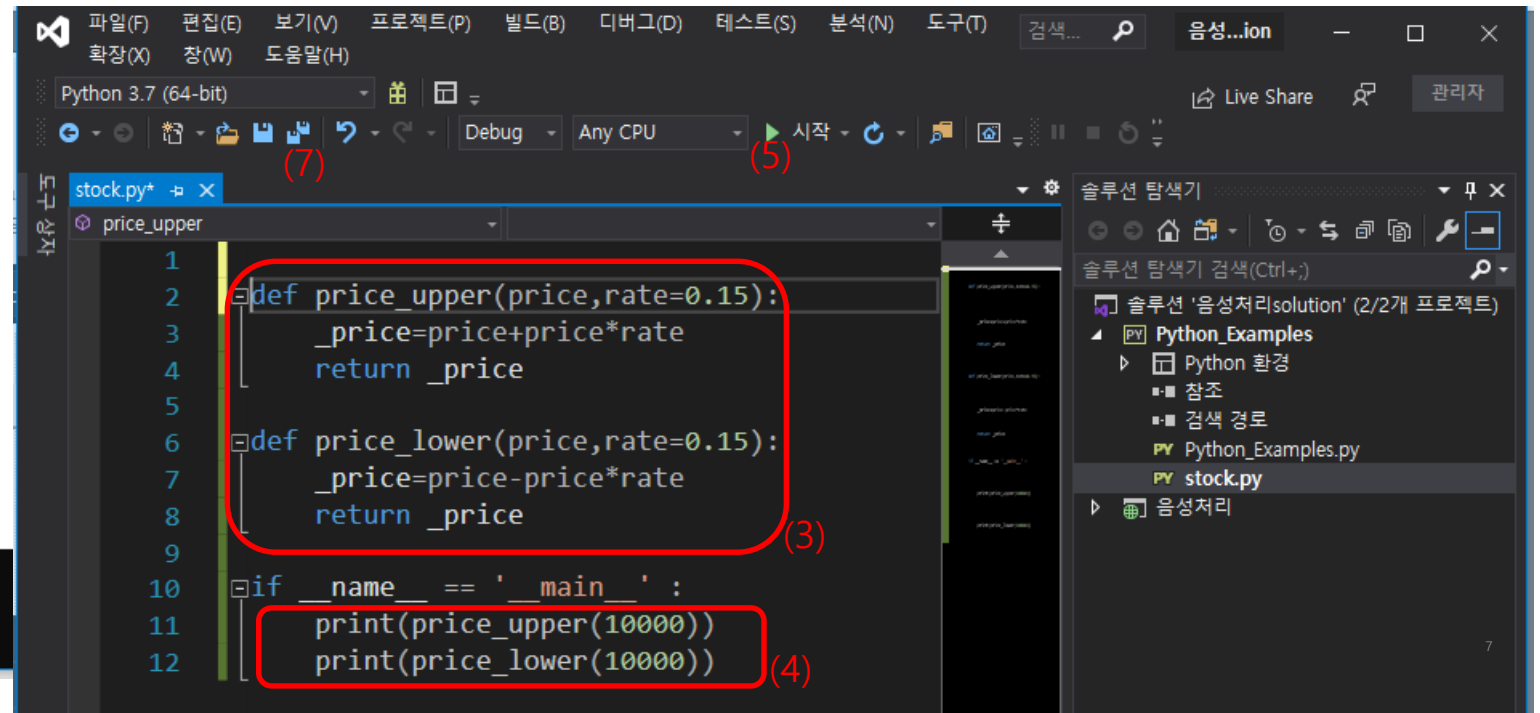 파일(F) 편집(E) 보기(V) 프로젝트(P) 빌드(B) 디버그(D) 테스트(S) 분석(N) 도구(T) 검색... 음성...ion
확장(X) 창(W) 도움말(H)
Python 3.7 (64-bit) Live Share 관리자
Debug Any CPU 시작
(7) (5)
도구 상자
stock.py* 솔루션 탐색기
price_upper
솔루션 탐색기 검색(Ctrl+;)
1
2 def price_upper(price,rate=0.15):
3 _price=price+price*rate
4 return _price
5
6 def price_lower(price,rate=0.15):
7 _price=price-price*rate
8 return _price
(3)
9
10 if __name__ == '__main__' :
11 print(price_upper(10000))
12 print(price_lower(10000))
(4)
솔루션 '음성처리solution' (2/2개 프로젝트)
PY Python_Examples
Python 환경
참조
검색 경로
PY Python_Examples.py
PY stock.py
음성처리
7